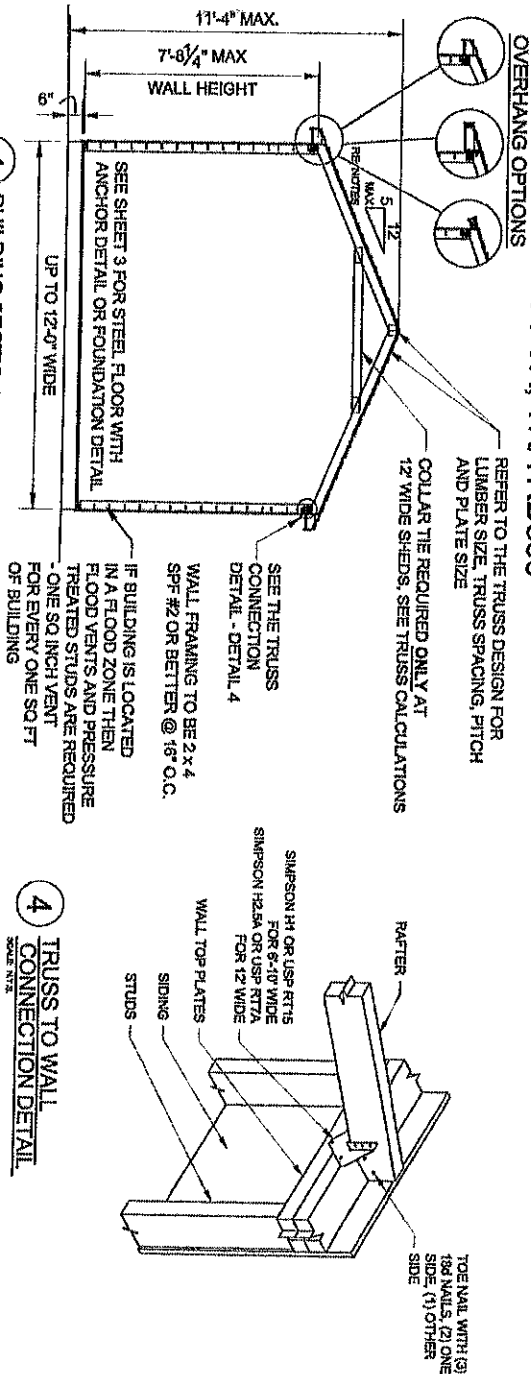 OVERHANG OPTIONS
11'-4" MAX.
7'-8 1/4" MAX
WALL HEIGHT
6"
12
5
MAX
RE: NOTES
REFER TO THE TRUSS DESIGN FOR
LUMBER SIZE, TRUSS SPACING, PITCH
AND PLATE SIZE
COLLAR TIE REQUIRED ONLY AT
12' WIDE SHEDS, SEE TRUSS CALCULATIONS
SEE THE TRUSS
CONNECTION
DETAIL - DETAIL 4
WALL FRAMING TO BE 2 x 4
SPF #2 OR BETTER @ 16" O.C.
IF BUILDING IS LOCATED
IN A FLOOD ZONE THEN
FLOOD VENTS AND PRESSURE
TREATED STUDS ARE REQUIRED
- ONE SQ INCH VENT
FOR EVERY ONE SQ FT
OF BUILDING
SEE SHEET 3 FOR STEEL FLOOR WITH
ANCHOR DETAIL OR FOUNDATION DETAIL
UP TO 12'-0" WIDE
RAFTER
SIMPSON H1 OR USP RT15
FOR 6'-10' WIDE
SIMPSON H2.5A OR USP RT7A
FOR 12' WIDE
WALL TOP PLATES
SIDING
STUDS
TOE NAIL WITH (3)
16d NAILS, (2) ONE
SIDE, (1) OTHER
SIDE
4 TRUSS TO WALL
CONNECTION DETAIL
SCALE: N.T.S.